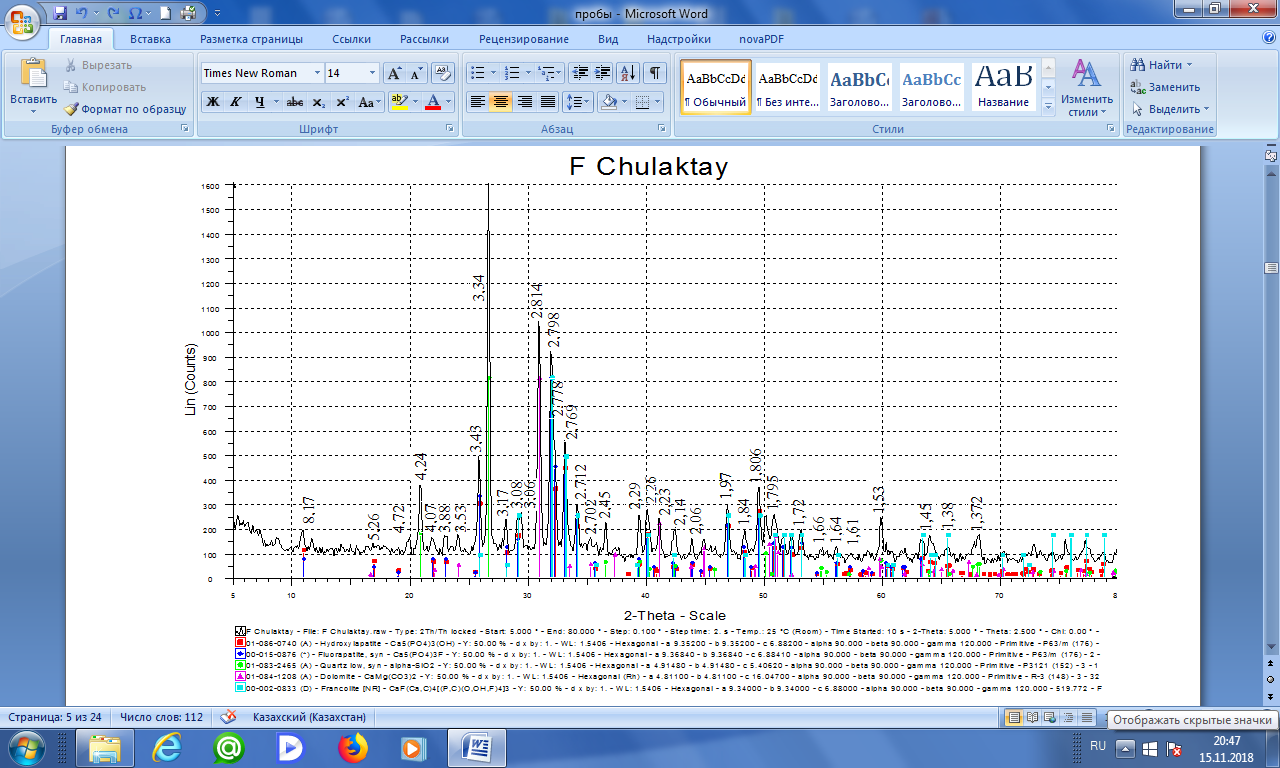 пробы - Microsoft Word
Главная Вставка Разметка страницы Ссылки Рассылки Рецензирование Вид Надстройки novaPDF
Вставить
Вырезать
Копировать
Формат по образцу
Буфер обмена
Times New Roman 14
Ж К Ч abc x₂ x² Aa
Шрифт
Абзац
AaBbCcDd AaBbCcDd AaBbC AaBbCc AaB
¶ Обычный ¶ Без инте... Заголово... Заголово... Название
Изменить стили
Стили
Найти
Заменить
Выделить
Редактирование
F Chulaktay
Lin (Counts)
1600
1500
1400
1300
1200
1100
1000
900
800
700
600
500
400
300
200
100
0
8,17 4.24 5.26 4.72 4.07 3.88 3.53 3.43 3.34 3.17 3.08 3.06 2.814 2.798 2.778 2.769 2.712 2.702 2.45 2.29 2.26 2.23 2,14 2,06 1,97 1,84 1.806 1,795 1,72 1,66 1,64 1,61 1,53 1,45 1,38 1,372
5 10 20 30 40 50 60 70 8
2-Theta - Scale
F Chulaktay - File: F Chulaktay.raw - Type: 2Th/Th locked - Start: 5.000 ° - End: 80.000 ° - Step: 0.100 ° - Step time: 2. s - Temp.: 25 °C (Room) - Time Started: 10 s - 2-Theta: 5.000 ° - Theta: 2.500 ° - Chi: 0.00 ° -
01-086-0740 (A) - Hydroxylapatite - Ca5(PO4)3(OH) - Y: 50.00 % - d x by: 1. - WL: 1.5406 - Hexagonal - a 9.35200 - b 9.35200 - c 6.88200 - alpha 90.000 - beta 90.000 - gamma 120.000 - Primitive - P63/m (176) -
00-015-0876 (*) - Fluorapatite, syn - Ca5(PO4)3F - Y: 50.00 % - d x by: 1. - WL: 1.5406 - Hexagonal - a 9.36840 - b 9.36840 - c 6.88410 - alpha 90.000 - beta 90.000 - gamma 120.000 - Primitive - P63/m (176) - 2 -
01-083-2465 (A) - Quartz low, syn - alpha-SiO2 - Y: 50.00 % - d x by: 1. - WL: 1.5406 - Hexagonal - a 4.91480 - b 4.91480 - c 5.40620 - alpha 90.000 - beta 90.000 - gamma 120.000 - Primitive - P3121 (152) - 3 - 1
01-084-1208 (A) - Dolomite - CaMg(CO3)2 - Y: 50.00 % - d x by: 1. - WL: 1.5406 - Hexagonal (Rh) - a 4.81100 - b 4.81100 - c 16.04700 - alpha 90.000 - beta 90.000 - gamma 120.000 - Primitive - R-3 (148) - 3 - 32
00-002-0833 (D) - Francolite [NR] - CaF(Ca,C)4[(P,C)(O,OH,F)4]3 - Y: 50.00 % - d x by: 1. - WL: 1.5406 - Hexagonal - a 9.34000 - b 9.34000 - c 6.88000 - alpha 90.000 - beta 90.000 - gamma 120.000 - 519.772 - F
Страница: 5 из 24 Число слов: 112 Казахский (Казахстан)
Отображать скрытые значки
RU 20:47
15.11.2018